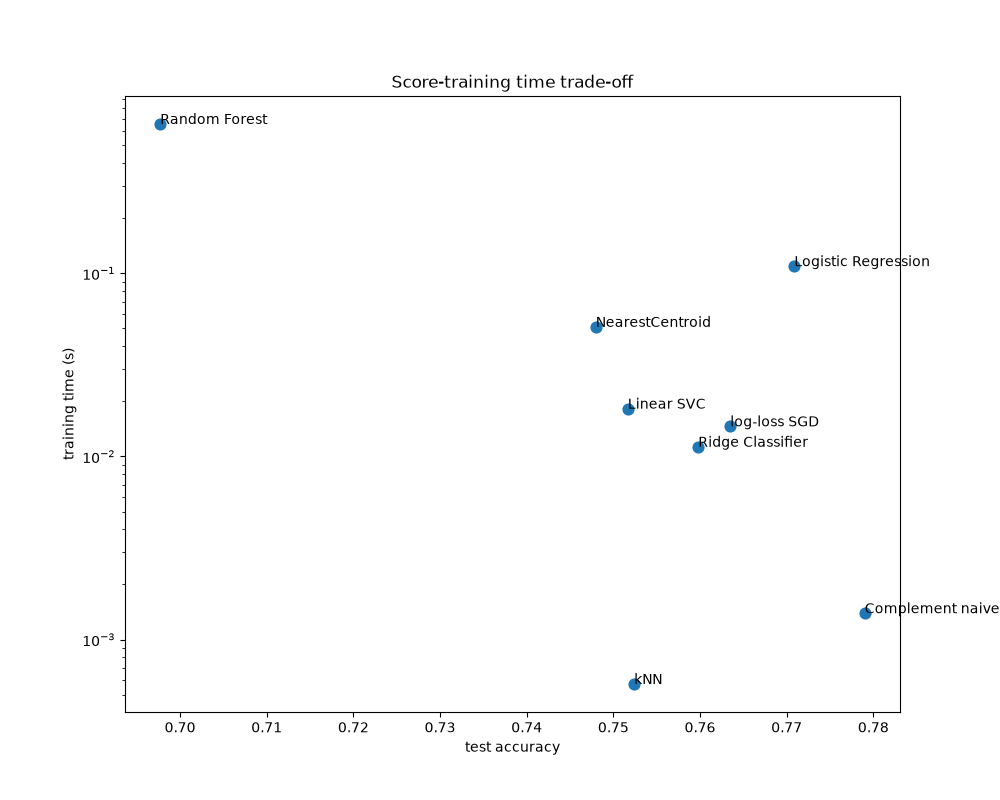 Score-training time trade-off
Random Forest
Logistic Regression
NearestCentroid
Linear SVC
log-loss SGD
Ridge Classifier
Complement naive
kNN
training time (s)
10⁻¹
10⁻²
10⁻³
0.70 0.71 0.72 0.73 0.74 0.75 0.76 0.77 0.78
test accuracy